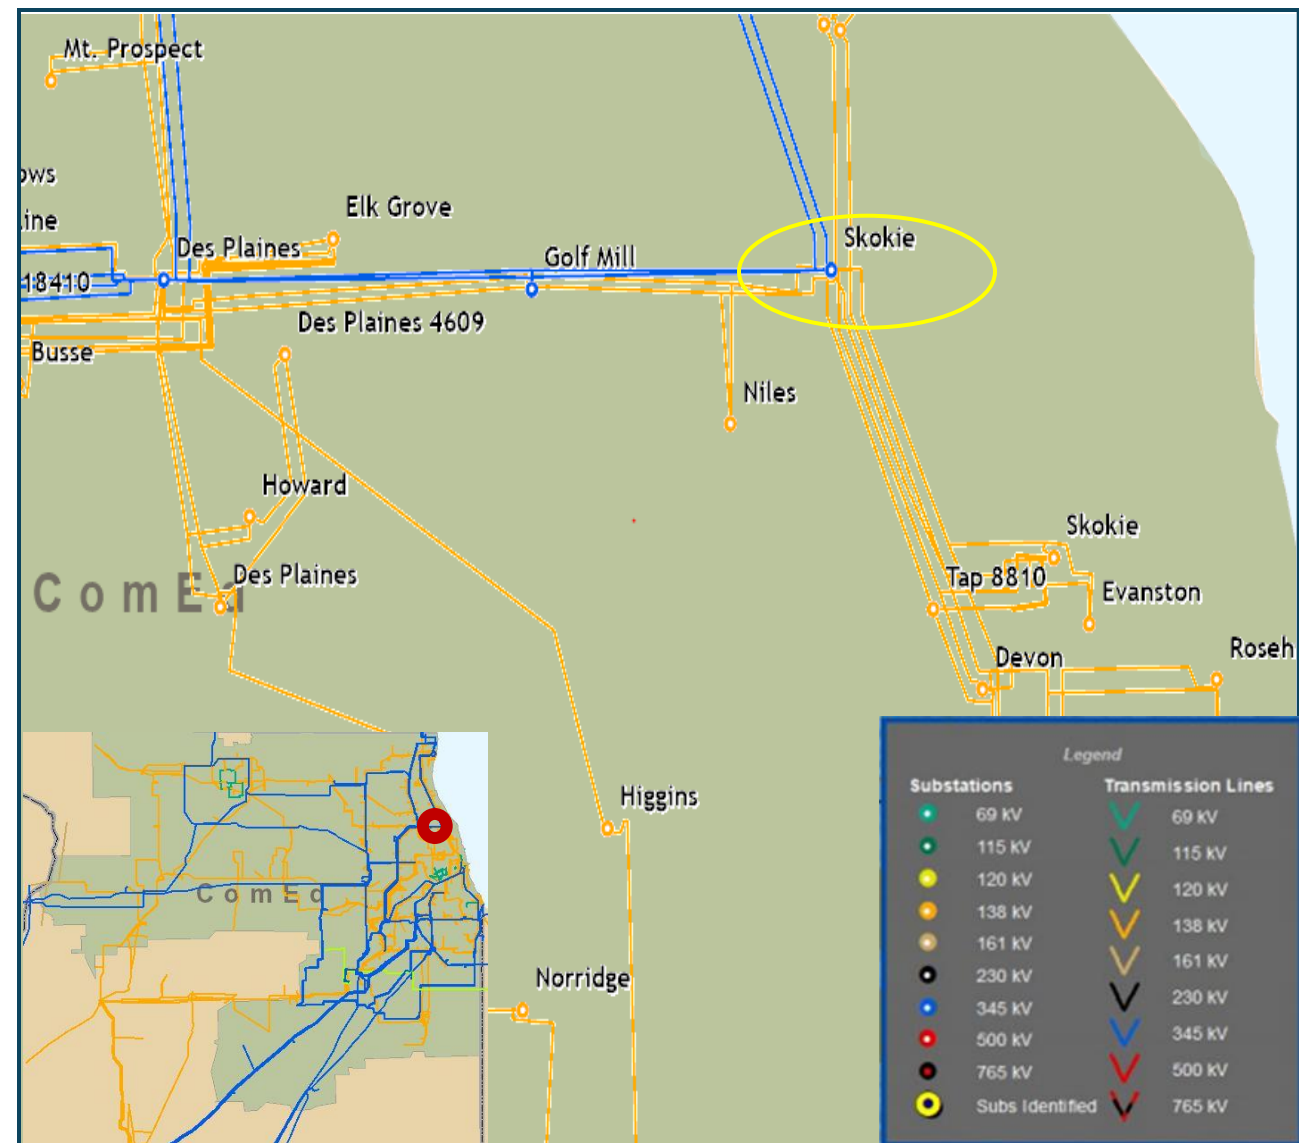 Mt. Prospect
ows
Line
Elk Grove
Des Plaines
Skokie
Golf Mill
18410
Des Plaines 4609
Busse
Niles
Howard
Skokie
Des Plaines
Tap 8810
ComEd
Evanston
Devon
Roseh
Higgins
Norridge
ComEd
Legend
Substations Transmission Lines
69 kV 69 kV
115 kV 115 kV
120 kV 120 kV
138 kV 138 kV
161 kV 161 kV
230 kV 230 kV
345 kV 345 kV
500 kV 500 kV
765 kV 765 kV
Subs Identified